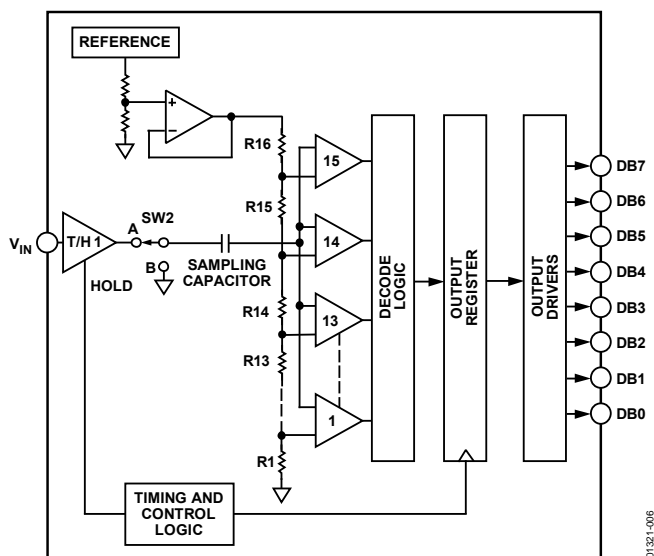 REFERENCE
+
−
R16
15
R15
14
R14
13
R13
1
R1
VIN
T/H 1
A
SW2
B
HOLD
SAMPLING
CAPACITOR
DECODE
LOGIC
OUTPUT
REGISTER
OUTPUT
DRIVERS
DB7
DB6
DB5
DB4
DB3
DB2
DB1
DB0
TIMING AND
CONTROL
LOGIC
01321-006